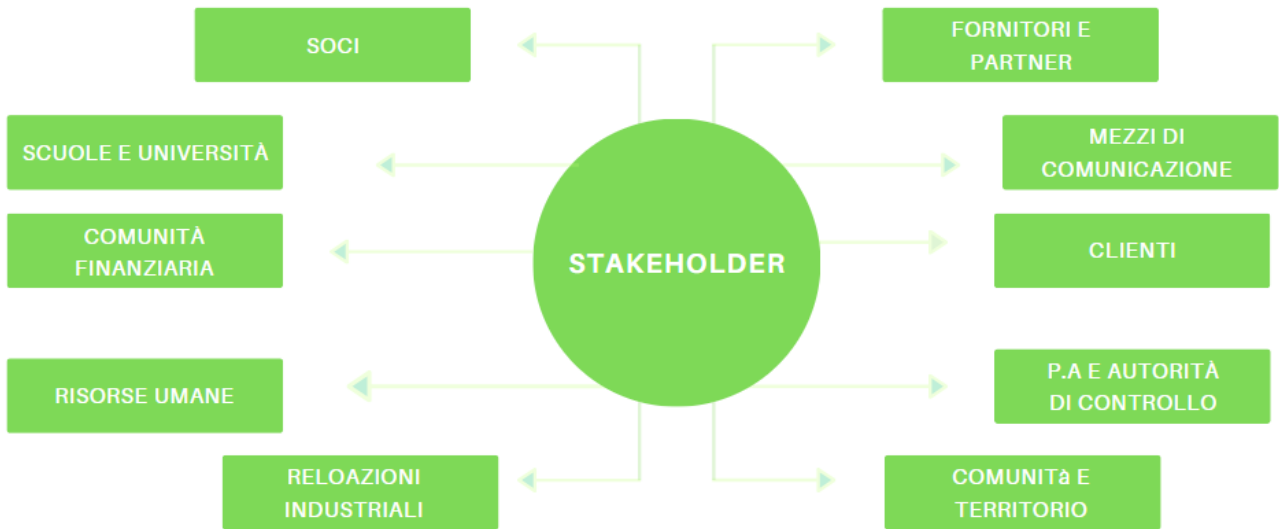 SOCI
FORNITORI E
PARTNER
SCUOLE E UNIVERSITÀ
MEZZI DI
COMUNICAZIONE
COMUNITÀ
FINANZIARIA
STAKEHOLDER
CLIENTI
RISORSE UMANE
P.A E AUTORITÀ
DI CONTROLLO
RELOAZIONI
INDUSTRIALI
COMUNITà E
TERRITORIO